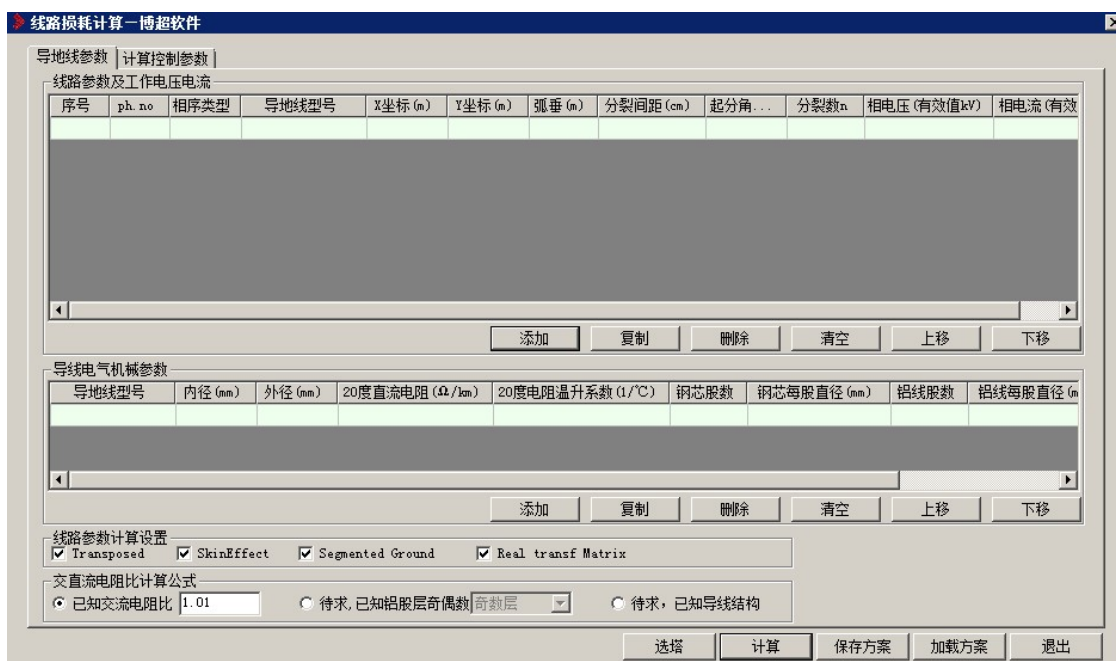 线路损耗计算－博超软件
导地线参数 计算控制参数
线路参数及工作电压电流
序号 ph.no 相序类型 导地线型号 X坐标(m) Y坐标(m) 弧垂(m) 分裂间距(cm) 起分角... 分裂数n 相电压(有效值kV) 相电流(有效
添加 复制 删除 清空 上移 下移
导线电气机械参数
导地线型号 内径(mm) 外径(mm) 20度直流电阻(Ω/km) 20度电阻温升系数(1/℃) 钢芯股数 钢芯每股直径(mm) 铝线股数 铝线每股直径(m
添加 复制 删除 清空 上移 下移
线路参数计算设置
Transposed SkinEffect Segmented Ground Real transf Matrix
交直流电阻比计算公式
已知交流电阻比 1.01 待求,已知铝股层奇偶数 奇数层 待求，已知导线结构
选塔 计算 保存方案 加载方案 退出